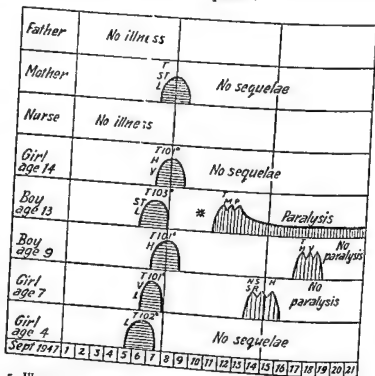 Father No illness
Mother T ST L No sequelae
Nurse No illness
Girl age 14 T101° H V No sequelae
Boy age 13 T103° ST L * T M P Paralysis
Boy age 9 T101° H T H V No paralysis
Girl age 7 T101° V L N S S R H No paralysis
Girl age 4 T102° L No sequelae
Sept 1947 1 2 3 4 5 6 7 8 9 10 11 12 13 14 15 16 17 18 19 20 21